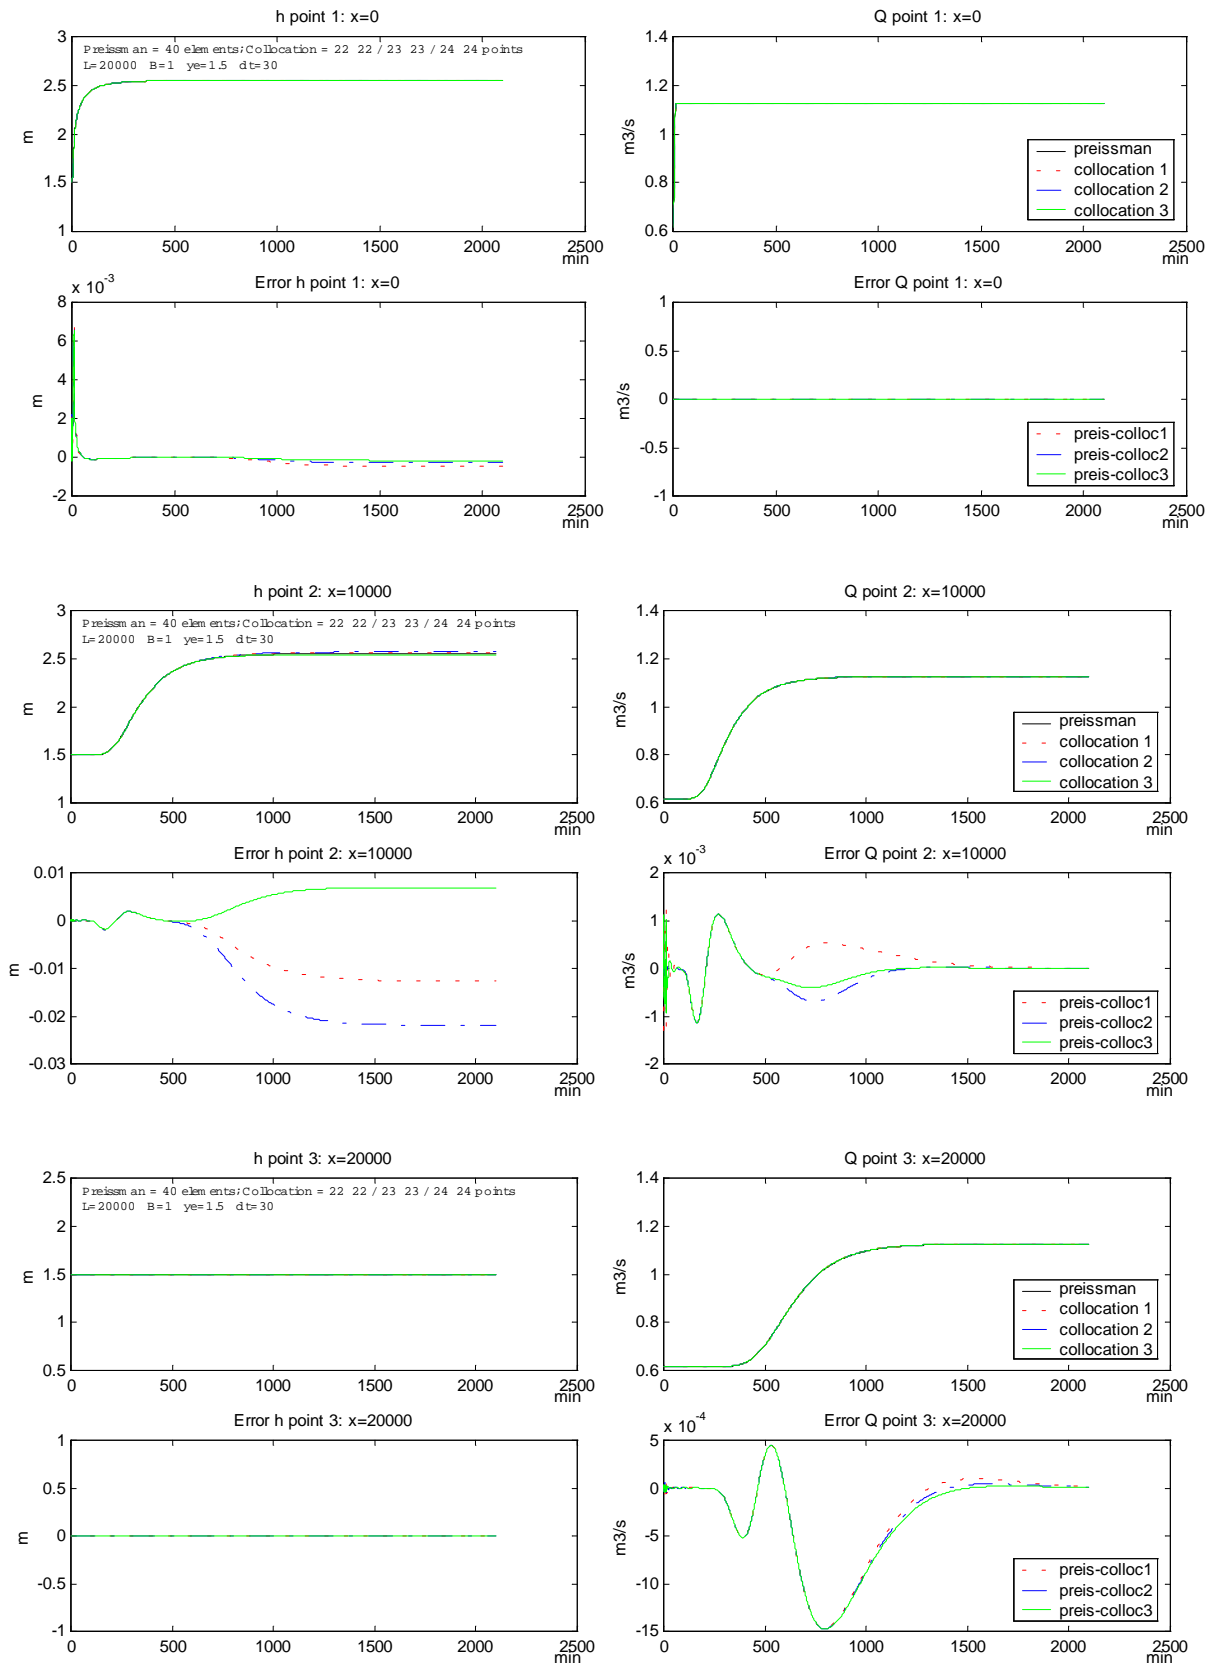 h point 1: x=0
3
2.5
2
1.5
1
m
Preissman = 40 elements;Collocation = 22 22 / 23 23 / 24 24 points
L=20000 B=1 ye=1.5 dt=30
0 500 1000 1500 2000 2500
min
Q point 1: x=0
1.4
1.2
1
0.8
0.6
m3/s
preissman
collocation 1
collocation 2
collocation 3
0 500 1000 1500 2000 2500
min
Error h point 1: x=0
x 10-3
8
6
4
2
0
-2
m
0 500 1000 1500 2000 2500
min
Error Q point 1: x=0
1
0.5
0
-0.5
-1
m3/s
preis-colloc1
preis-colloc2
preis-colloc3
0 500 1000 1500 2000 2500
min
h point 2: x=10000
3
2.5
2
1.5
1
m
Preissman = 40 elements;Collocation = 22 22 / 23 23 / 24 24 points
L=20000 B=1 ye=1.5 dt=30
0 500 1000 1500 2000 2500
min
Q point 2: x=10000
1.4
1.2
1
0.8
0.6
m3/s
preissman
collocation 1
collocation 2
collocation 3
0 500 1000 1500 2000 2500
min
Error h point 2: x=10000
0.01
0
-0.01
-0.02
-0.03
m
0 500 1000 1500 2000 2500
min
Error Q point 2: x=10000
x 10-3
2
1
0
-1
-2
m3/s
preis-colloc1
preis-colloc2
preis-colloc3
0 500 1000 1500 2000 2500
min
h point 3: x=20000
2.5
2
1.5
1
0.5
m
Preissman = 40 elements;Collocation = 22 22 / 23 23 / 24 24 points
L=20000 B=1 ye=1.5 dt=30
0 500 1000 1500 2000 2500
min
Q point 3: x=20000
1.4
1.2
1
0.8
0.6
m3/s
preissman
collocation 1
collocation 2
collocation 3
0 500 1000 1500 2000 2500
min
Error h point 3: x=20000
1
0.5
0
-0.5
-1
m
0 500 1000 1500 2000 2500
min
Error Q point 3: x=20000
x 10-4
5
0
-5
-10
-15
m3/s
preis-colloc1
preis-colloc2
preis-colloc3
0 500 1000 1500 2000 2500
min